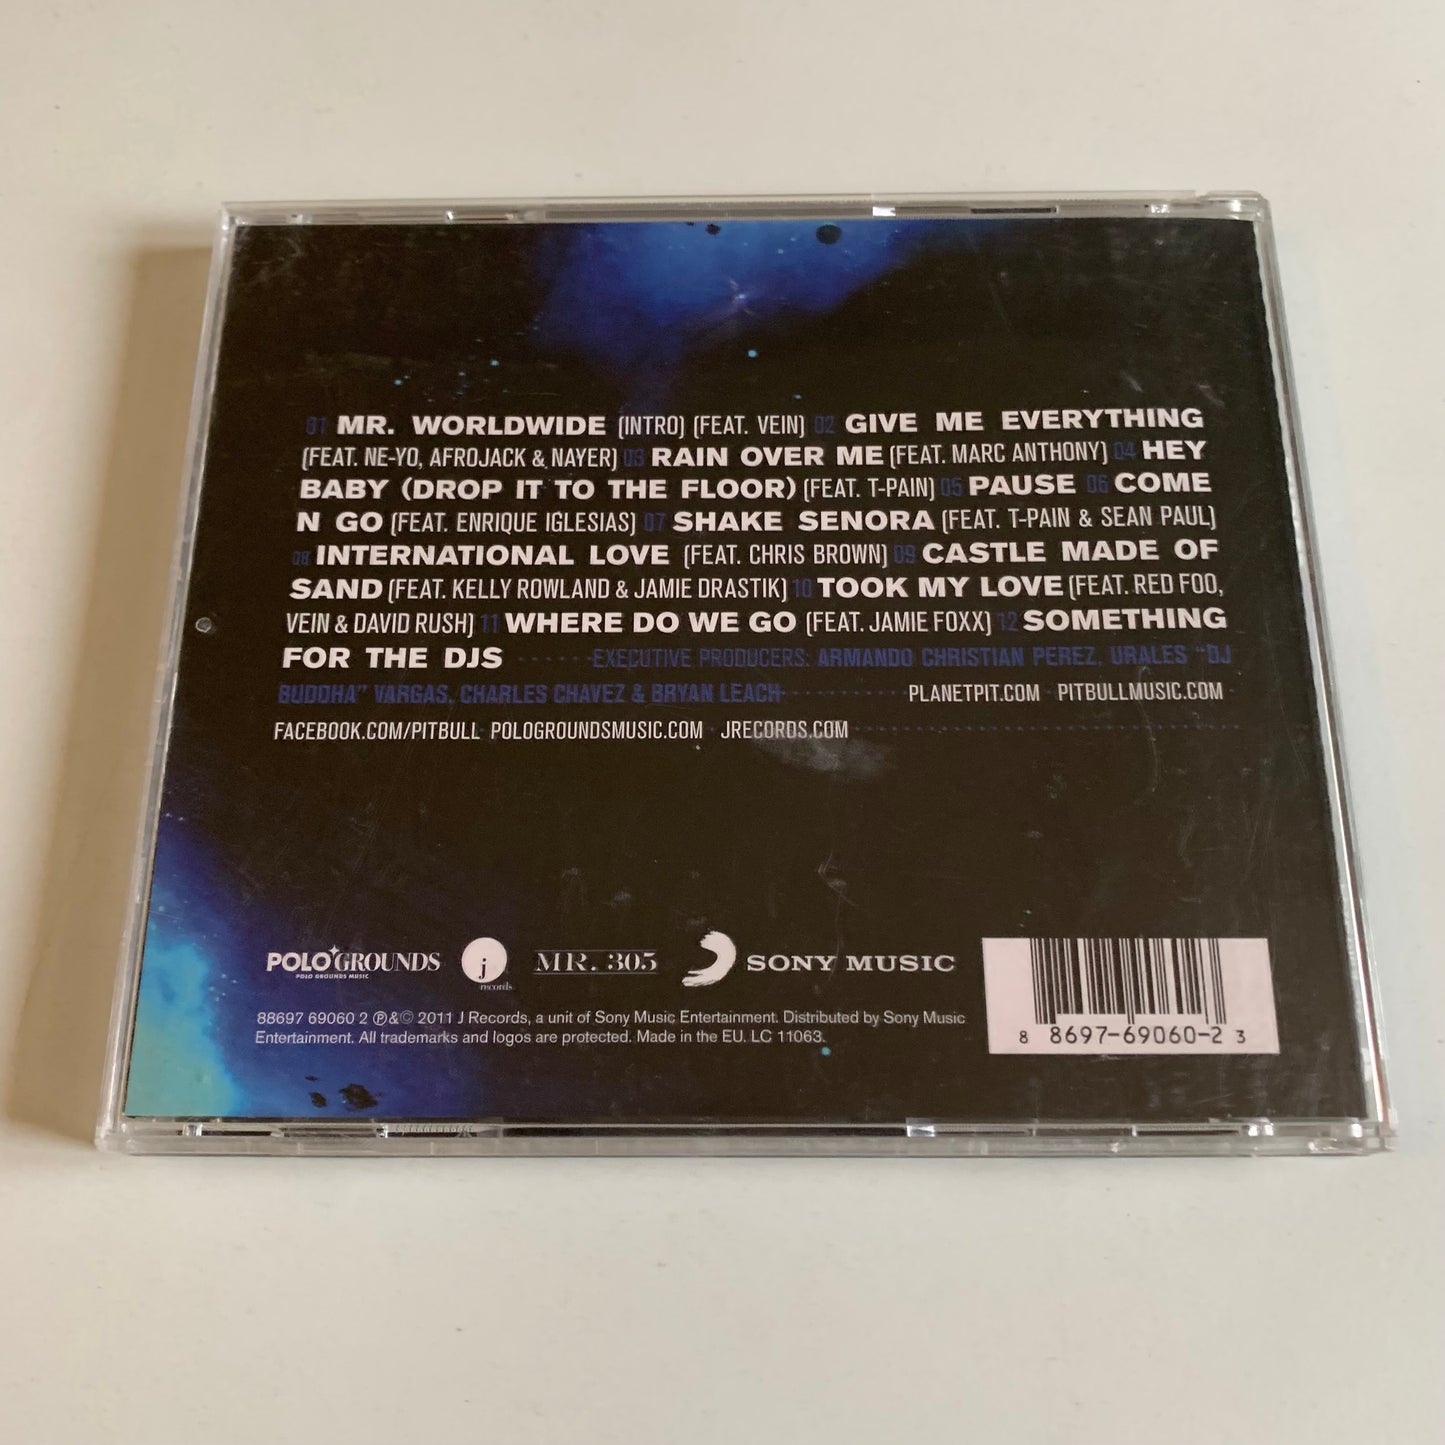 01 MR. WORLDWIDE (INTRO) (FEAT. VEIN) 02 GIVE ME EVERYTHING
(FEAT. NE-YO, AFROJACK & NAYER) 03 RAIN OVER ME (FEAT. MARC ANTHONY) 04 HEY
BABY (DROP IT TO THE FLOOR) (FEAT. T-PAIN) 05 PAUSE 06 COME
N GO (FEAT. ENRIQUE IGLESIAS) 07 SHAKE SENORA (FEAT. T-PAIN & SEAN PAUL)
08 INTERNATIONAL LOVE (FEAT. CHRIS BROWN) 09 CASTLE MADE OF
SAND (FEAT. KELLY ROWLAND & JAMIE DRASTIK) 10 TOOK MY LOVE (FEAT. RED FOO,
VEIN & DAVID RUSH) 11 WHERE DO WE GO (FEAT. JAMIE FOXX) 12 SOMETHING
FOR THE DJS ······ EXECUTIVE PRODUCERS: ARMANDO CHRISTIAN PEREZ, URALES "DJ
BUDDHA" VARGAS, CHARLES CHAVEZ & BRYAN LEACH ·········· PLANETPIT.COM · PITBULLMUSIC.COM ·
FACEBOOK.COM/PITBULL · POLOGROUNDSMUSIC.COM · JRECORDS.COM
POLO GROUNDS
POLO GROUNDS MUSIC
j
records
MR. 305
SONY MUSIC
88697 69060 2 ℗&© 2011 J Records, a unit of Sony Music Entertainment. Distributed by Sony Music
Entertainment. All trademarks and logos are protected. Made in the EU. LC 11063.
8 8697-69060-2 3